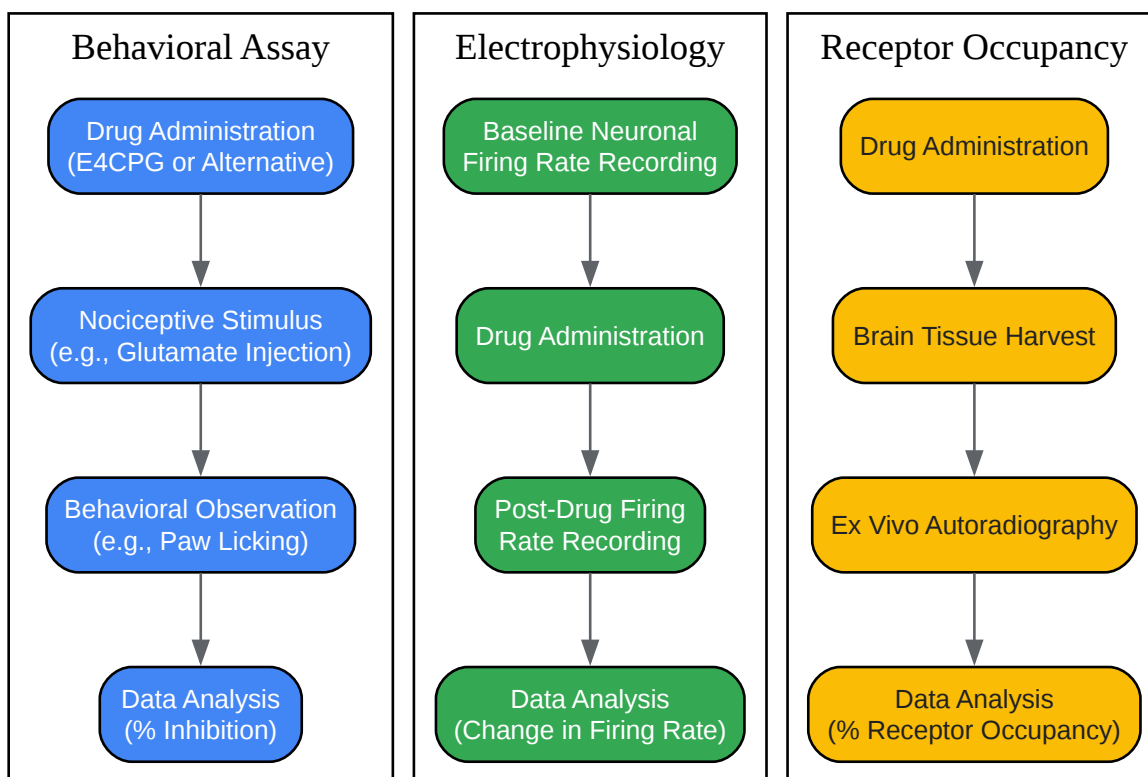 Behavioral Assay
Drug Administration
(E4CPG or Alternative)
Nociceptive Stimulus
(e.g., Glutamate Injection)
Behavioral Observation
(e.g., Paw Licking)
Data Analysis
(% Inhibition)
Electrophysiology
Baseline Neuronal
Firing Rate Recording
Drug Administration
Post-Drug Firing
Rate Recording
Data Analysis
(Change in Firing Rate)
Receptor Occupancy
Drug Administration
Brain Tissue Harvest
Ex Vivo Autoradiography
Data Analysis
(% Receptor Occupancy)